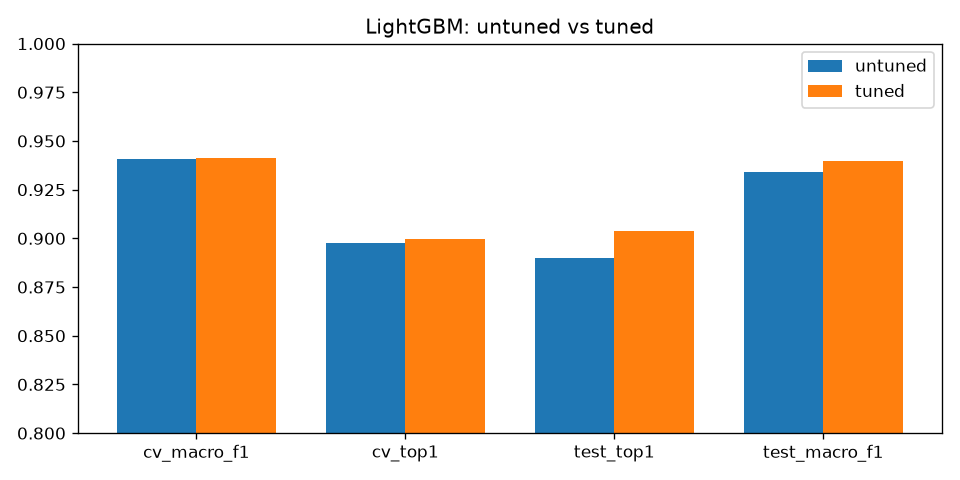 LightGBM: untuned vs tuned
1.000
0.975
0.950
0.925
0.900
0.875
0.850
0.825
0.800
untuned
tuned
cv_macro_f1 cv_top1 test_top1 test_macro_f1